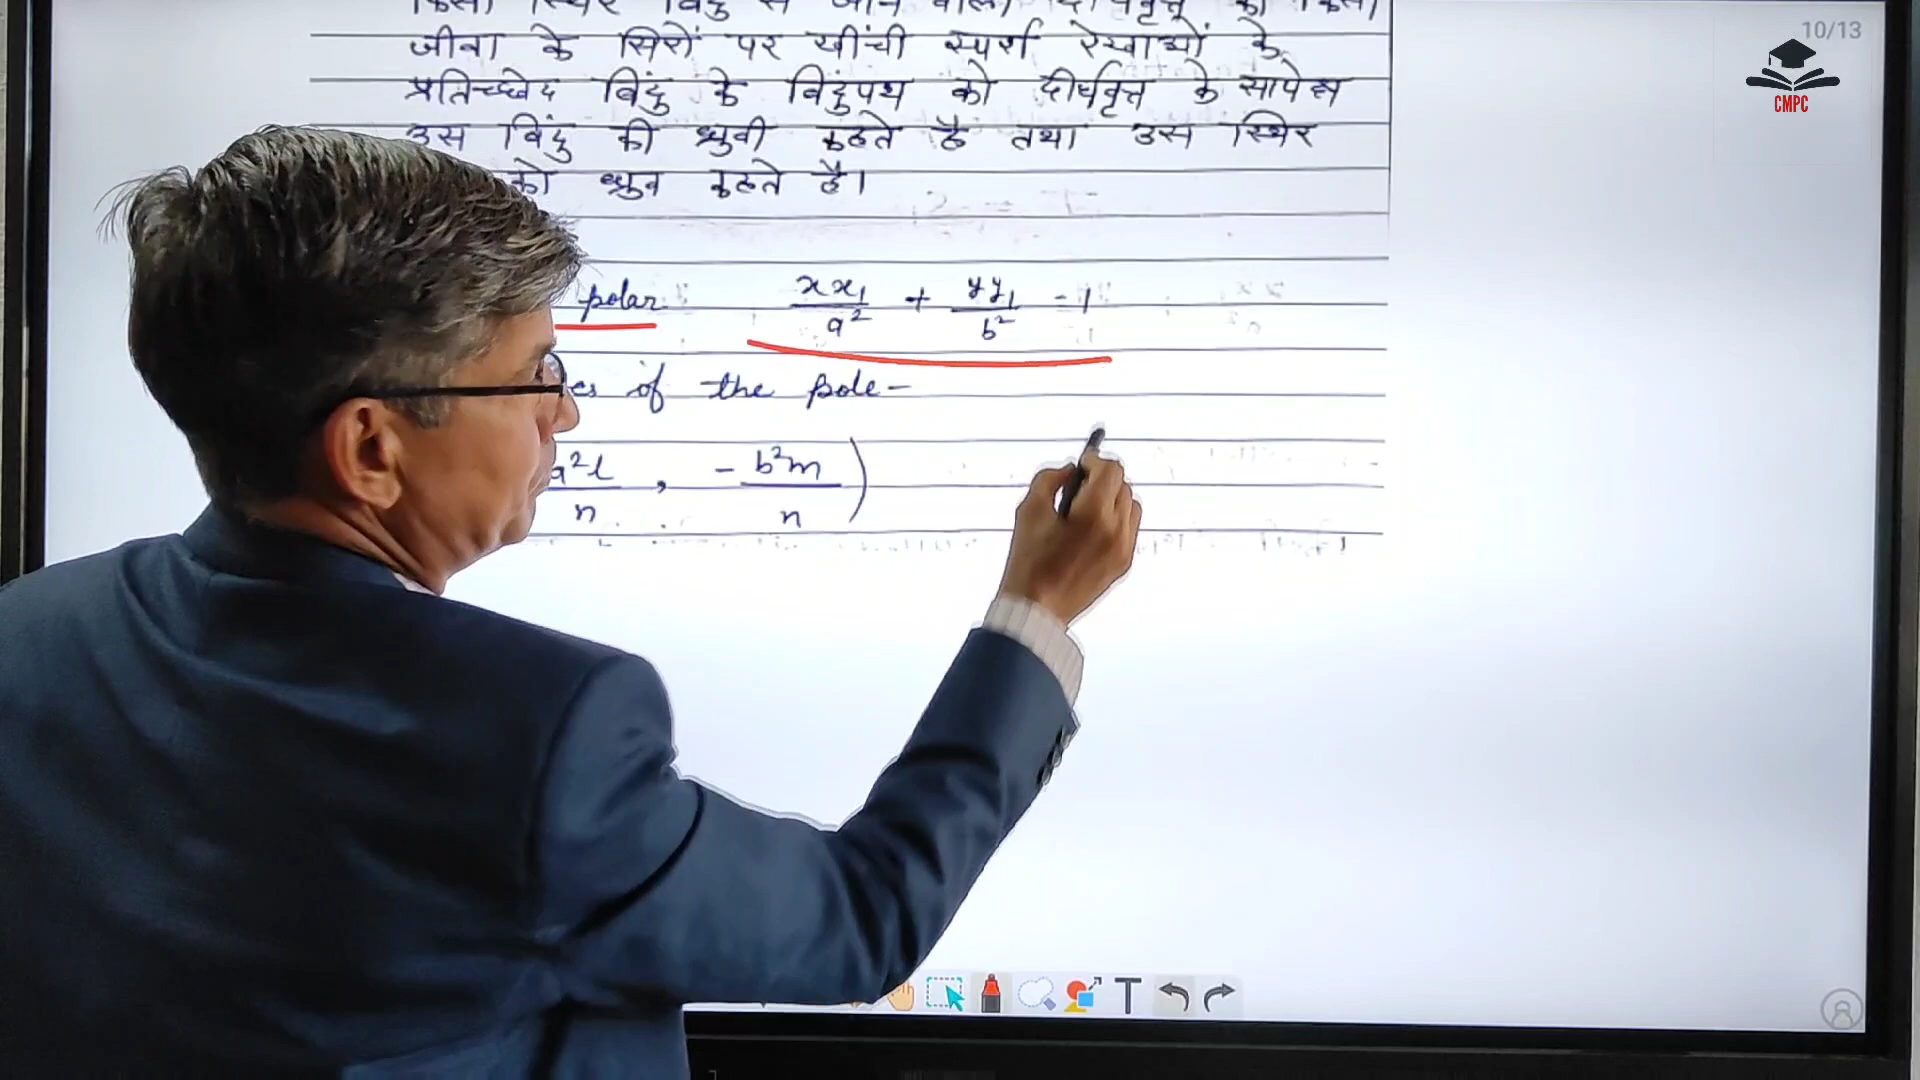 10/13
जीवा के सिरों पर खींची स्पर्श रेखाओं के
CMPC
प्रतिच्छेद बिंदु के बिंदुपथ को दीर्घवृत्त के सापेक्ष
उस बिंदु की ध्रुवी कहते है तथा उस स्थिर
को ध्रुव कहते है।
polar xx₁/a² + yy₁/b² - 1
of the pole-
a²l/n , - b²m/n )
T